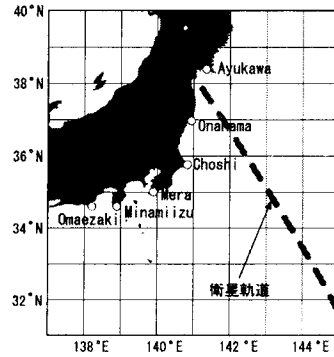 40°N
38°N
36°N
34°N
32°N
Ayukawa
Onahama
Choshi
Mera
Minamiizu
Omaezaki
衛星軌道
138°E 140°E 142°E 144°E